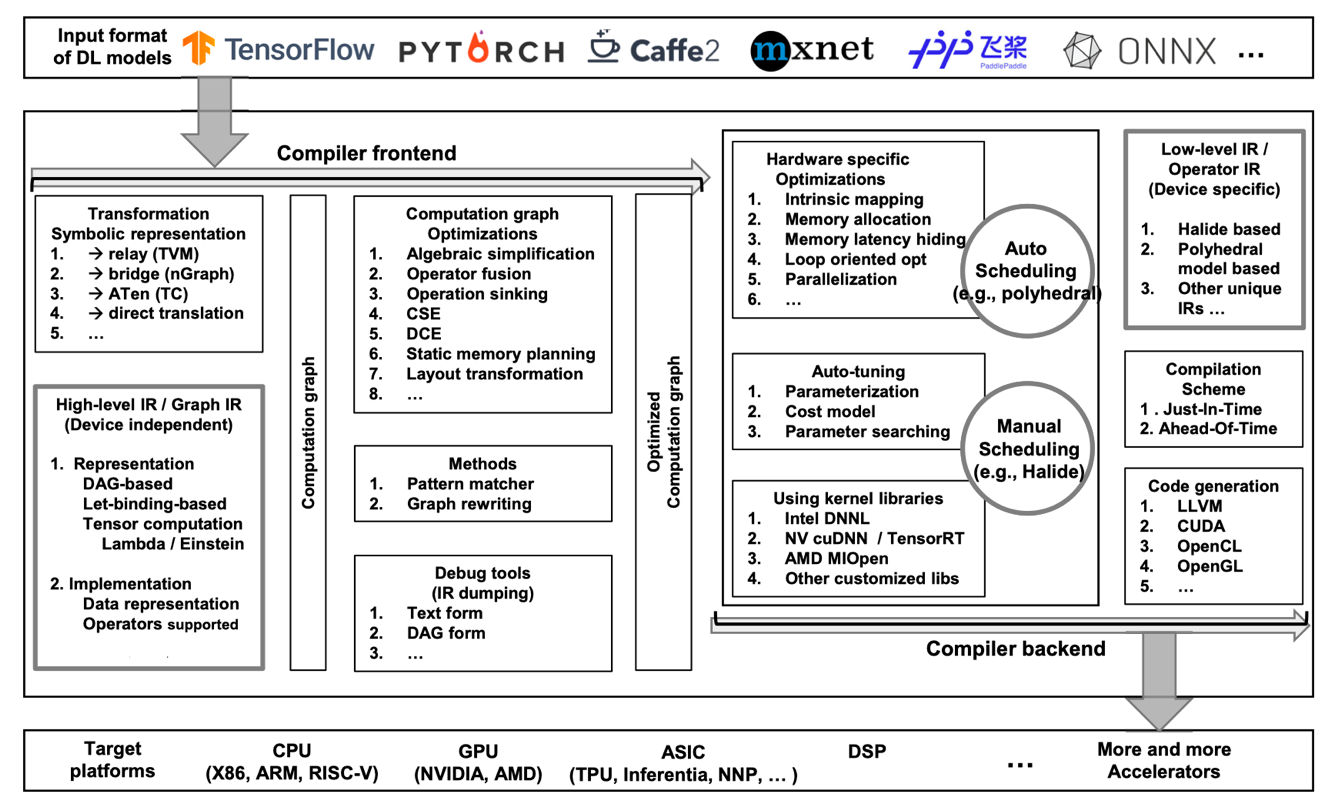 Input format
of DL models
TensorFlow
PYTORCH
Caffe2
mxnet
飞桨
PaddlePaddle
ONNX
...
Compiler frontend
Transformation
Symbolic representation
1. → relay (TVM)
2. → bridge (nGraph)
3. → ATen (TC)
4. → direct translation
5. ...
High-level IR / Graph IR
(Device independent)
1. Representation
DAG-based
Let-binding-based
Tensor computation
Lambda / Einstein
2. Implementation
Data representation
Operators supported
Computation graph
Computation graph
Optimizations
1. Algebraic simplification
2. Operator fusion
3. Operation sinking
4. CSE
5. DCE
6. Static memory planning
7. Layout transformation
8. ...
Methods
1. Pattern matcher
2. Graph rewriting
Debug tools
(IR dumping)
1. Text form
2. DAG form
3. ...
Optimized
Computation graph
Hardware specific
Optimizations
1. Intrinsic mapping
2. Memory allocation
3. Memory latency hiding
4. Loop oriented opt
5. Parallelization
6. ...
Auto
Scheduling
(e.g., polyhedral)
Auto-tuning
1. Parameterization
2. Cost model
3. Parameter searching
Manual
Scheduling
(e.g., Halide)
Using kernel libraries
1. Intel DNNL
2. NV cuDNN / TensorRT
3. AMD MIOpen
4. Other customized libs
Low-level IR /
Operator IR
(Device specific)
1. Halide based
2. Polyhedral
model based
3. Other unique
IRs ...
Compilation
Scheme
1 . Just-In-Time
2. Ahead-Of-Time
Code generation
1. LLVM
2. CUDA
3. OpenCL
4. OpenGL
5. ...
Compiler backend
Target
platforms
CPU
(X86, ARM, RISC-V)
GPU
(NVIDIA, AMD)
ASIC
(TPU, Inferentia, NNP, ... )
DSP
...
More and more
Accelerators